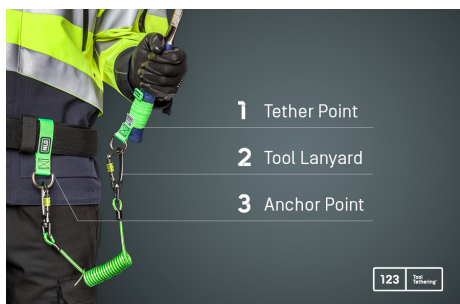 1 Tether Point
2 Tool Lanyard
3 Anchor Point
123 Tool
Tethering